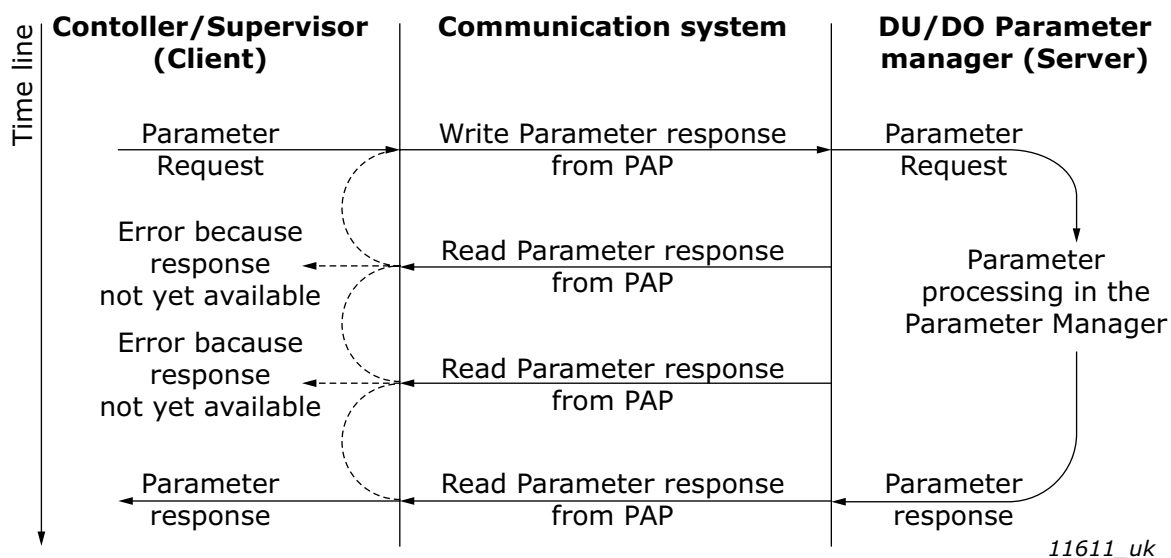 Time line
Contoller/Supervisor
(Client)
Communication system
DU/DO Parameter
manager (Server)
Parameter
Request
Write Parameter response
from PAP
Parameter
Request
Error because
response
not yet available
Read Parameter response
from PAP
Parameter
processing in the
Parameter Manager
Error bacause
response
not yet available
Read Parameter response
from PAP
Parameter
response
Read Parameter response
from PAP
Parameter
response
11611_uk